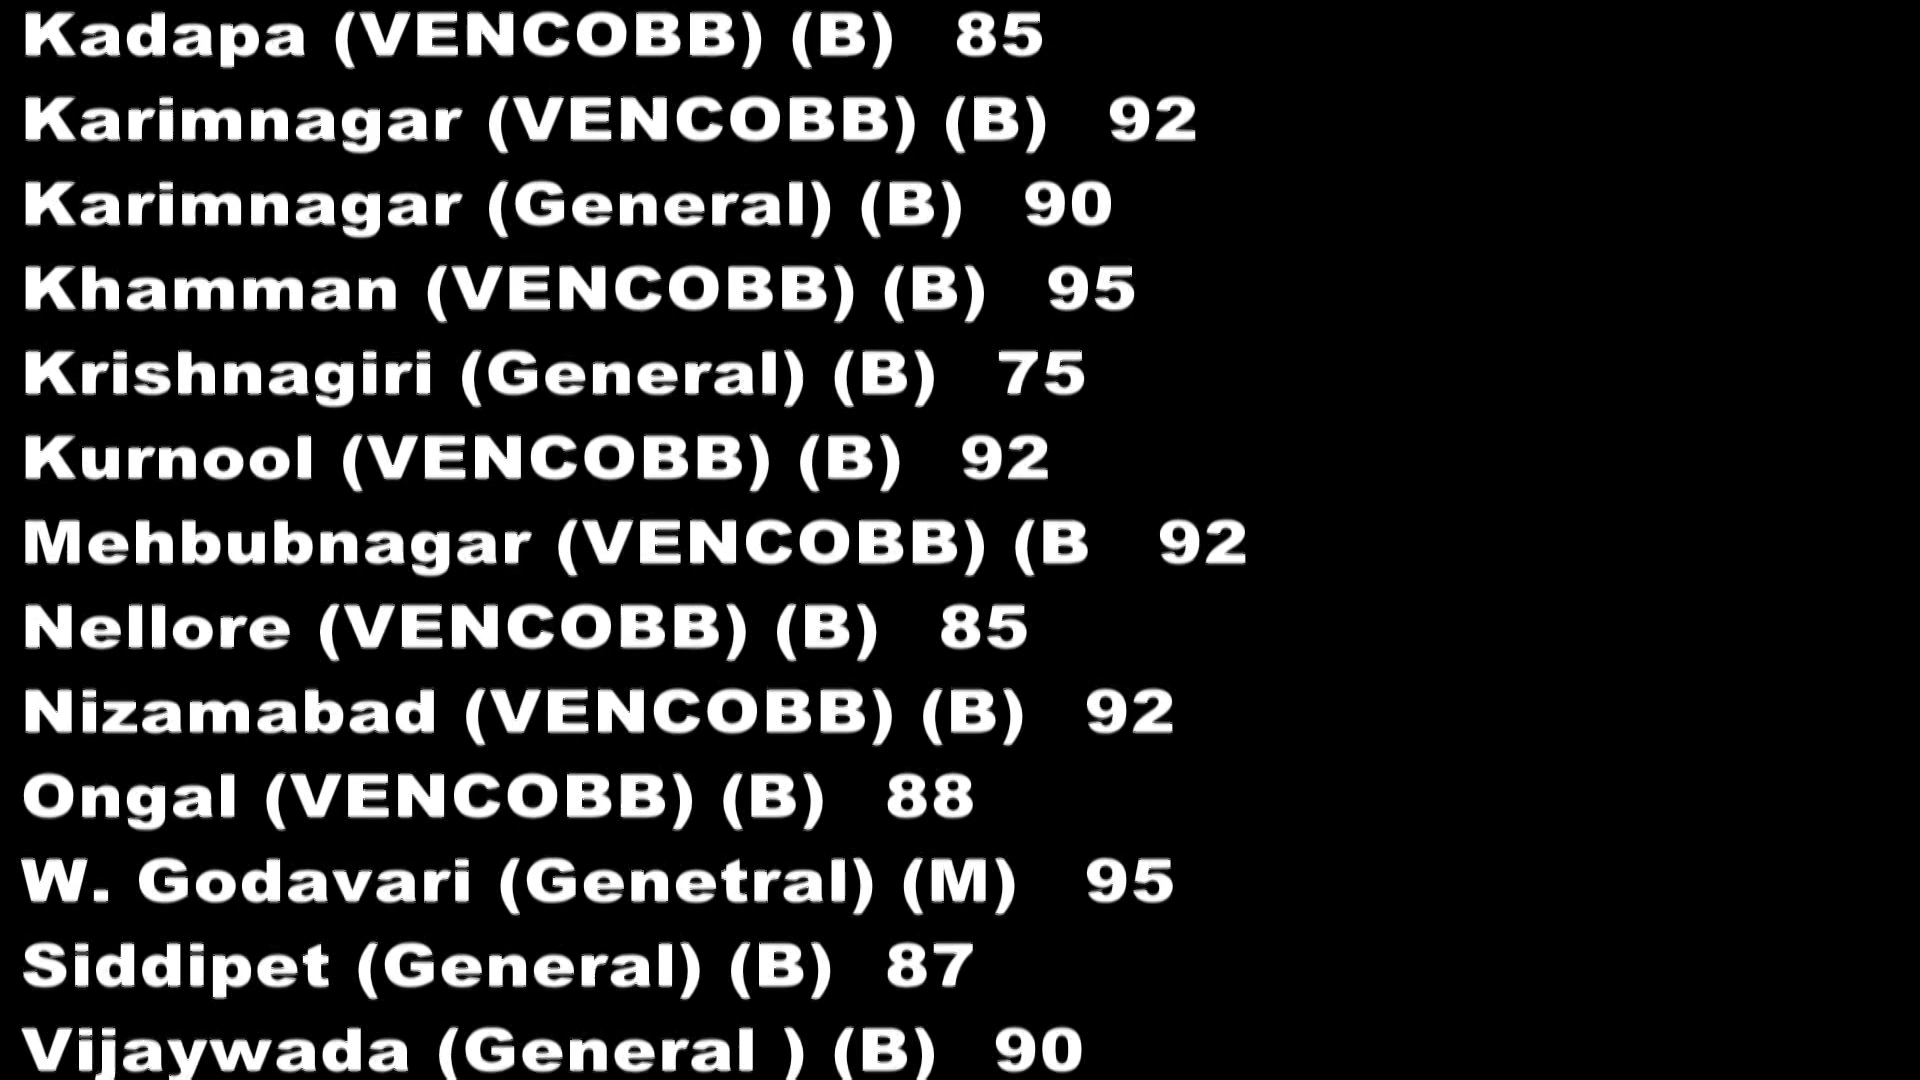 Kadapa (VENCOBB) (B) 85
Karimnagar (VENCOBB) (B) 92
Karimnagar (General) (B) 90
Khamman (VENCOBB) (B) 95
Krishnagiri (General) (B) 75
Kurnool (VENCOBB) (B) 92
Mehbubnagar (VENCOBB) (B 92
Nellore (VENCOBB) (B) 85
Nizamabad (VENCOBB) (B) 92
Ongal (VENCOBB) (B) 88
W. Godavari (Genetral) (M) 95
Siddipet (General) (B) 87
Vijaywada (General ) (B) 90